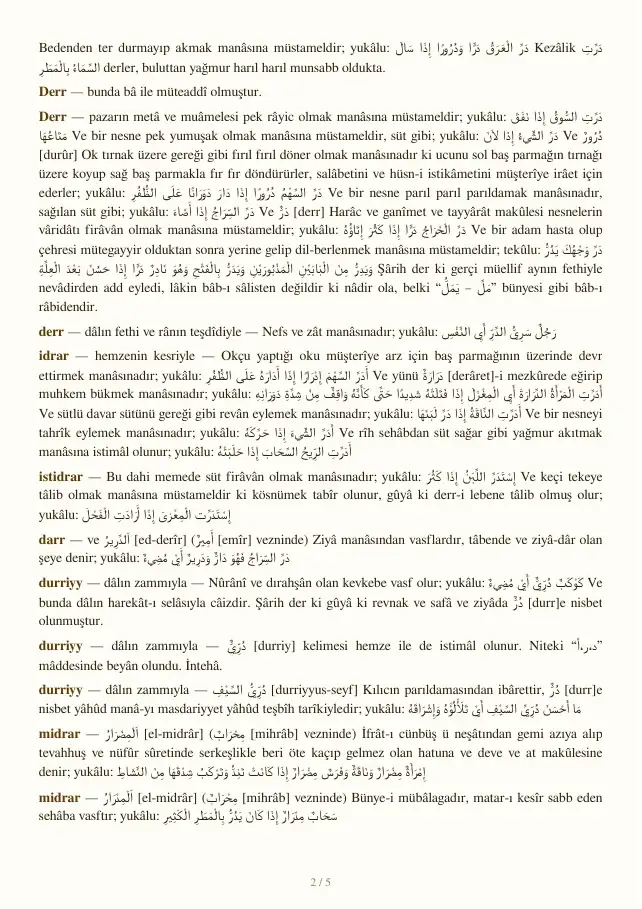 Bedenden ter durmayıp akmak manâsına müstameldir; yukâlu: دَرَّ الْعَرَقُ دَرًّا وَدُرُورًا إِذَا سَالَ Kezâlik دَرَّتِ
السَّمَاءُ بِالْمَطَرِ derler, buluttan yağmur harıl harıl munsabb oldukta.
Derr — bunda bâ ile müteaddî olmuştur.
Derr — pazarın metâ ve muâmelesi pek râyic olmak manâsına müstameldir; yukâlu: دَرَّتِ السُّوقُ إِذَا نَفَقَ
مَتَاعُهَا Ve bir nesne pek yumuşak olmak manâsına müstameldir, süt gibi; yukâlu: دَرَّ الشَّيْءُ إِذَا لَانَ Ve دُرُورٌ
[durûr] Ok tırnak üzere gereği gibi fırıl fırıl döner olmak manâsınadır ki ucunu sol baş parmağın tırnağı
üzere koyup sağ baş parmakla fır fır döndürürler, salâbetini ve hüsn-i istikâmetini müşterîye irâet için
ederler; yukâlu: دَرَّ السَّهْمُ دُرُورًا إِذَا دَارَ دَوَرَانًا عَلَى الظُّفْرِ Ve bir nesne parıl parıl parıldamak manâsınadır,
sağılan süt gibi; yukâlu: دَرَّ السِّرَاجُ إِذَا أَضَاءَ Ve دَرٌّ [derr] Harâc ve ganîmet ve tayyârât makûlesi nesnelerin
vâridâtı firâvân olmak manâsına müstameldir; yukâlu: دَرَّ الْخَرَاجُ دَرًّا إِذَا كَثُرَ إِتَاؤُهُ Ve bir adam hasta olup
çehresi mütegayyir olduktan sonra yerine gelip dil-berlenmek manâsına müstameldir; tekûlu: دَرَّ وَجْهُكَ يَدُرُّ
وَيَدِرُّ مِنَ الْبَابَيْنِ الْمَذْبُورَيْنِ وَيَدَرُّ بِالْفَتْحِ وَهُوَ نَادِرٌ دَرًّا إِذَا حَسُنَ بَعْدَ الْعِلَّةِ Şârih der ki gerçi müellif aynın fethiyle
nevâdirden add eyledi, lâkin bâb-ı sâlisten değildir ki nâdir ola, belki “مَلَّ – يَمَلُّ” bünyesi gibi bâb-ı
râbidendir.
derr — dâlın fethi ve rânın teşdîdiyle — Nefs ve zât manâsınadır; yukâlu: رَجُلٌ سَرِيُّ الدَّرِّ أَيِ النَّفْسِ
idrar — hemzenin kesriyle — Okçu yaptığı oku müşterîye arz için baş parmağının üzerinde devr
ettirmek manâsınadır; yukâlu: أَدَرَّ السَّهْمَ إِدْرَارًا إِذَا أَدَارَهُ عَلَى الظُّفْرِ Ve yünü دَرَارَةٌ [derâret]-i mezkûrede eğirip
muhkem bükmek manâsınadır; yukâlu: أَدَرَّتِ الْمَرْأَةُ الدَّرَّارَةَ أَيِ الْمِغْزَلَ إِذَا فَتَلَتْهُ شَدِيدًا حَتَّى كَأَنَّهُ وَاقِفٌ مِنْ شِدَّةِ دَوَرَانِهِ
Ve sütlü davar sütünü gereği gibi revân eylemek manâsınadır; yukâlu: أَدَرَّتِ النَّاقَةُ إِذَا دَرَّ لَبَنُهَا Ve bir nesneyi
tahrîk eylemek manâsınadır; yukâlu: أَدَرَّ الشَّيْءَ إِذَا حَرَّكَهُ Ve rîh sehâbdan süt sağar gibi yağmur akıtmak
manâsına istimâl olunur; yukâlu: أَدَرَّتِ الرِّيحُ السَّحَابَ إِذَا حَلَبَتْهُ
istidrar — Bu dahi memede süt firâvân olmak manâsınadır; yukâlu: إِسْتَدَرَّ اللَّبَنُ إِذَا كَثُرَ Ve keçi tekeye
tâlib olmak manâsına müstameldir ki kösnümek tabîr olunur, gûyâ ki derr-i lebene tâlib olmuş olur;
yukâlu: إِسْتَدَرَّتِ الْمِعْزَى إِذَا أَرَادَتِ الْفَحْلَ
darr — ve اَلدَّرِيرُ [ed-derîr] (أَمِيرٌ [emîr] vezninde) Ziyâ manâsından vasflardır, tâbende ve ziyâ-dâr olan
şeye denir; yukâlu: دَرَّ السِّرَاجُ فَهُوَ دَارٌّ وَدَرِيرٌ أَيْ مُضِيءٌ
durriyy — dâlın zammıyla — Nûrânî ve dırahşân olan kevkebe vasf olur; yukâlu: كَوْكَبٌ دُرِّيٌّ أَيْ مُضِيءٌ Ve
bunda dâlın harekât-ı selâsıyla câizdir. Şârih der ki gûyâ ki revnak ve safâ ve ziyâda دُرٌّ [durr]e nisbet
olunmuştur.
durriyy — dâlın zammıyla — دُرِّيٌّ [durriy] kelimesi hemze ile de istimâl olunur. Niteki “د،ر،أ”
mâddesinde beyân olundu. İntehâ.
durriyy — dâlın zammıyla — دُرِّيُّ السَّيْفِ [durriyyus-seyf] Kılıcın parıldamasından ibârettir, دُرٌّ [durr]e
nisbet yâhûd manâ-yı masdariyyet yâhûd teşbîh tarîkiyledir; yukâlu: مَا أَحْسَنَ دُرِّيَّ السَّيْفِ أَيْ تَلَأْلُؤَهُ وَإِشْرَاقَهُ
midrar — اَلْمِضْرَارُ [el-midrâr] (مِحْرَابٌ [mihrâb] vezninde) İfrât-ı cünbüş ü neşâtından gemi azıya alıp
tevahhuş ve nüfûr sûretinde serkeşlikle beri öte kaçıp gelmez olan hatuna ve deve ve at makûlesine
denir; yukâlu: إِمْرَأَةٌ مِضْرَارٌ وَنَاقَةٌ وَفَرَسٌ مِضْرَارٌ إِذَا كَانَتْ تَنِدُّ وَتَرْكَبُ شِدْقَهَا مِنَ النَّشَاطِ
midrar — اَلْمِدْرَارُ [el-midrâr] (مِحْرَابٌ [mihrâb] vezninde) Bünye-i mübâlagadır, matar-ı kesîr sabb eden
sehâba vasftır; yukâlu: سَحَابٌ مِدْرَارٌ إِذَا كَانَ يَدُرُّ بِالْمَطَرِ الْكَثِيرِ
2 / 5